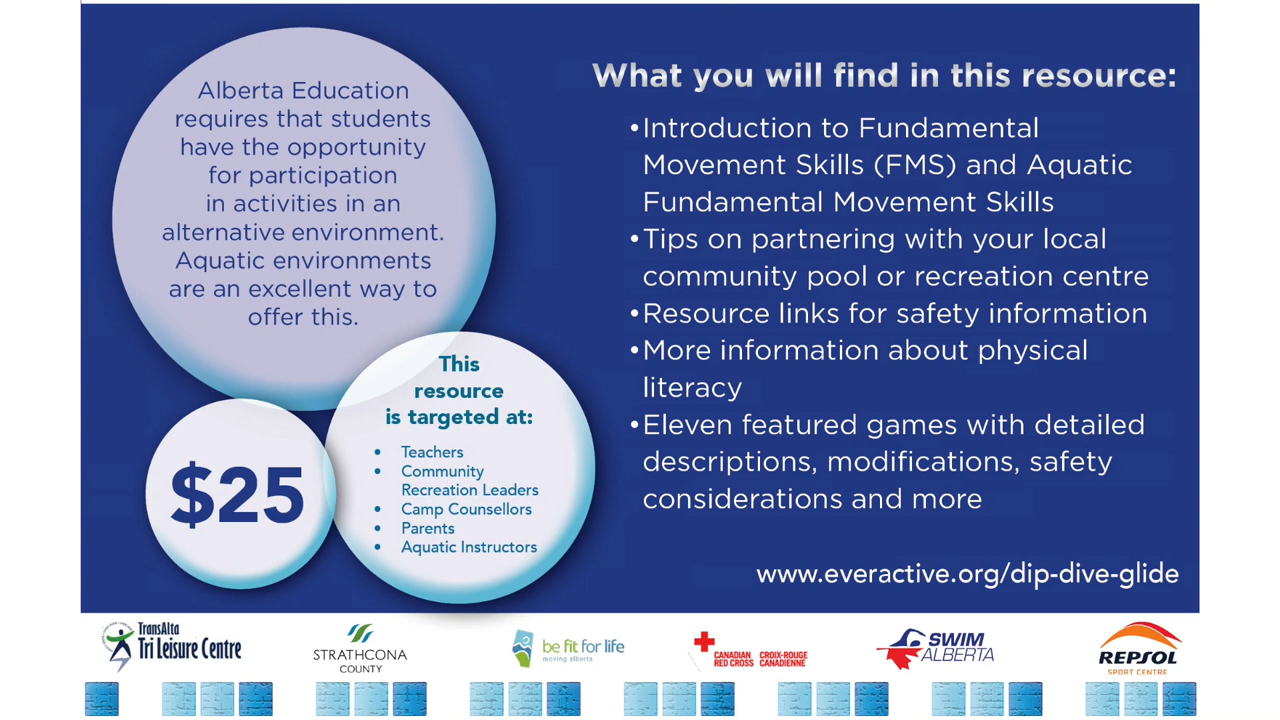 Alberta Education
requires that students
have the opportunity
for participation
in activities in an
alternative environment.
Aquatic environments
are an excellent way to
offer this.
This
resource
is targeted at:
• Teachers
• Community
Recreation Leaders
• Camp Counsellors
• Parents
• Aquatic Instructors
$25
What you will find in this resource:
•Introduction to Fundamental
Movement Skills (FMS) and Aquatic
Fundamental Movement Skills
•Tips on partnering with your local
community pool or recreation centre
•Resource links for safety information
•More information about physical
literacy
•Eleven featured games with detailed
descriptions, modifications, safety
considerations and more
www.everactive.org/dip-dive-glide
TransAlta
Tri Leisure Centre
STRATHCONA
COUNTY
be fit for life
moving alberta
CANADIAN
RED CROSS
CROIX-ROUGE
CANADIENNE
SWIM
ALBERTA
REPSOL
SPORT CENTRE